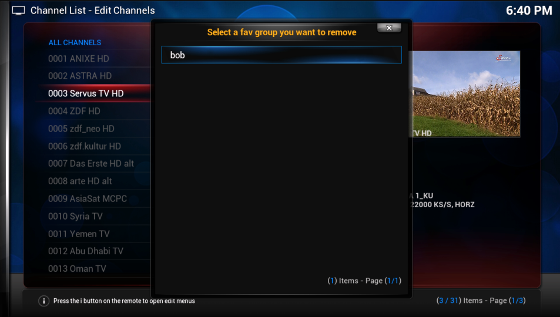 Channel List - Edit Channels
6:40 PM
Select a fav group you want to remove
bob
(1) Items - Page (1/1)
ALL CHANNELS
0001 ANIXE HD
0002 ASTRA HD
0003 Servus TV HD
0004 ZDF HD
0005 zdf_neo HD
0006 zdf.kultur HD
0007 Das Erste HD alt
0008 arte HD alt
0009 AsiaSat MCPC
0010 Syria TV
0011 Yemen TV
0012 Abu Dhabi TV
0013 Oman TV
TV HD
1_KU
22000 KS/S, HORZ
Press the i button on the remote to open edit menus
(3 / 31) Items - Page (1/3)